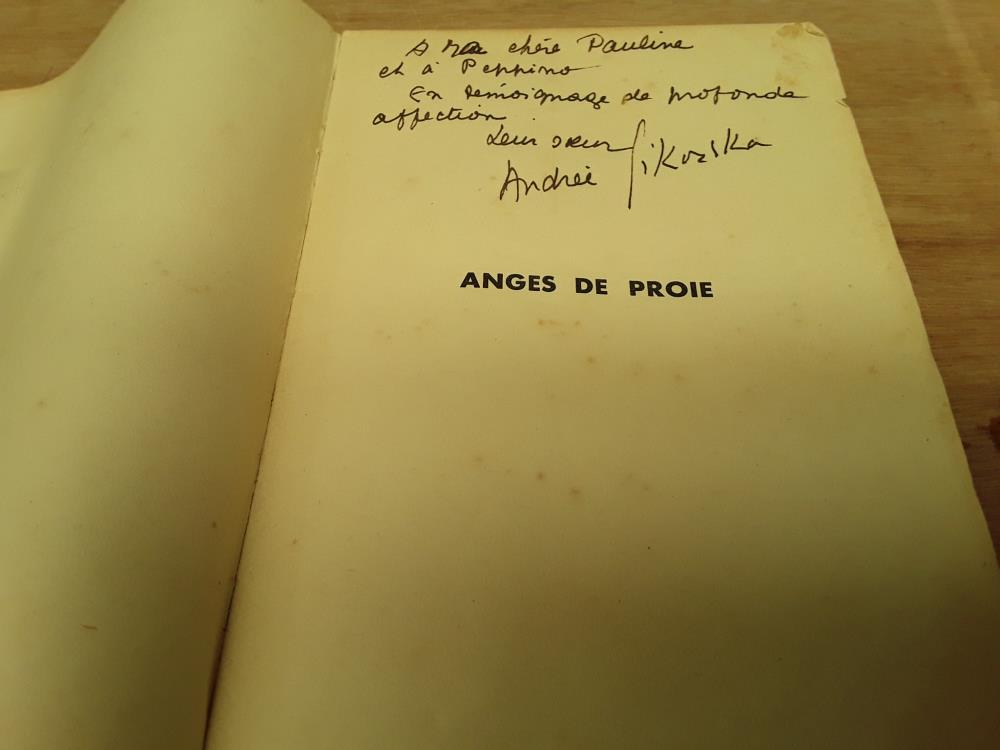 A ma chère Pauline
et à Peppino
En témoignage de profonde
affection
Leur sœur
Andrée Sikorska
ANGES DE PROIE